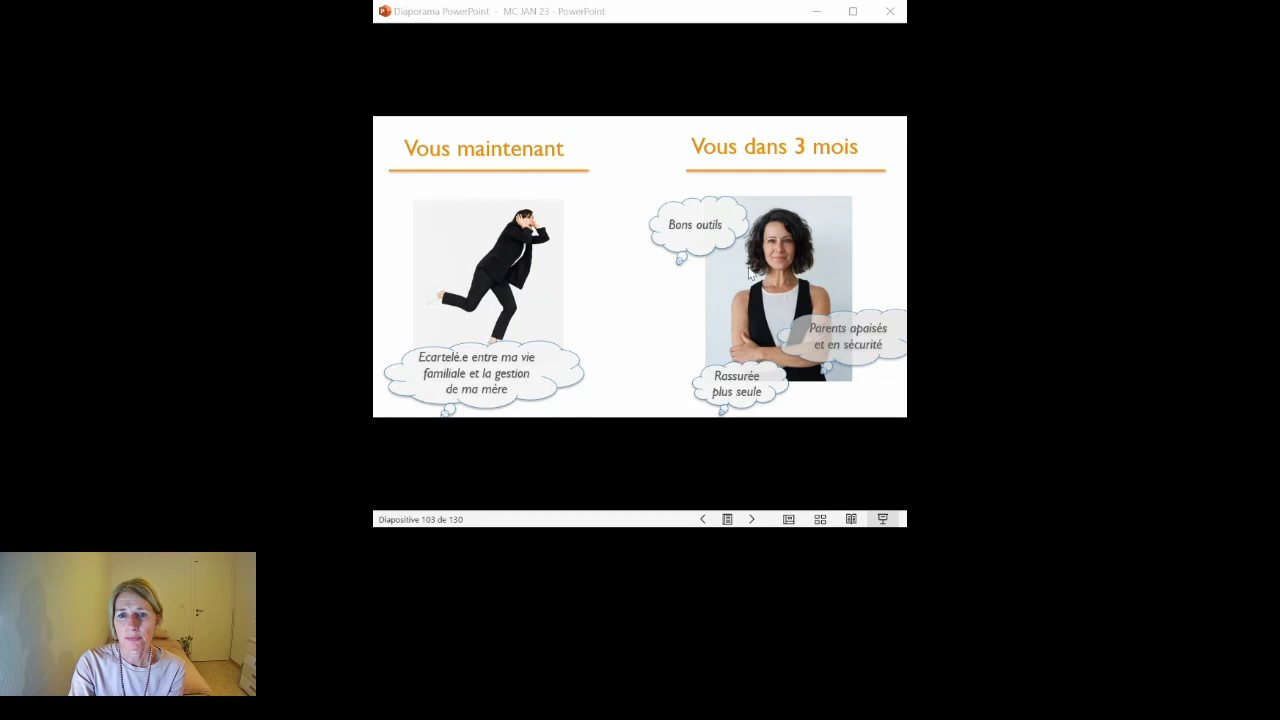 Diaporama PowerPoint - MC JAN 23 - PowerPoint
Vous maintenant
Vous dans 3 mois
Bons outils
Parents apaisés
et en sécurité
Ecartelé.e entre ma vie
familiale et la gestion
de ma mère
Rassurée
plus seule
Diapositive 103 de 130